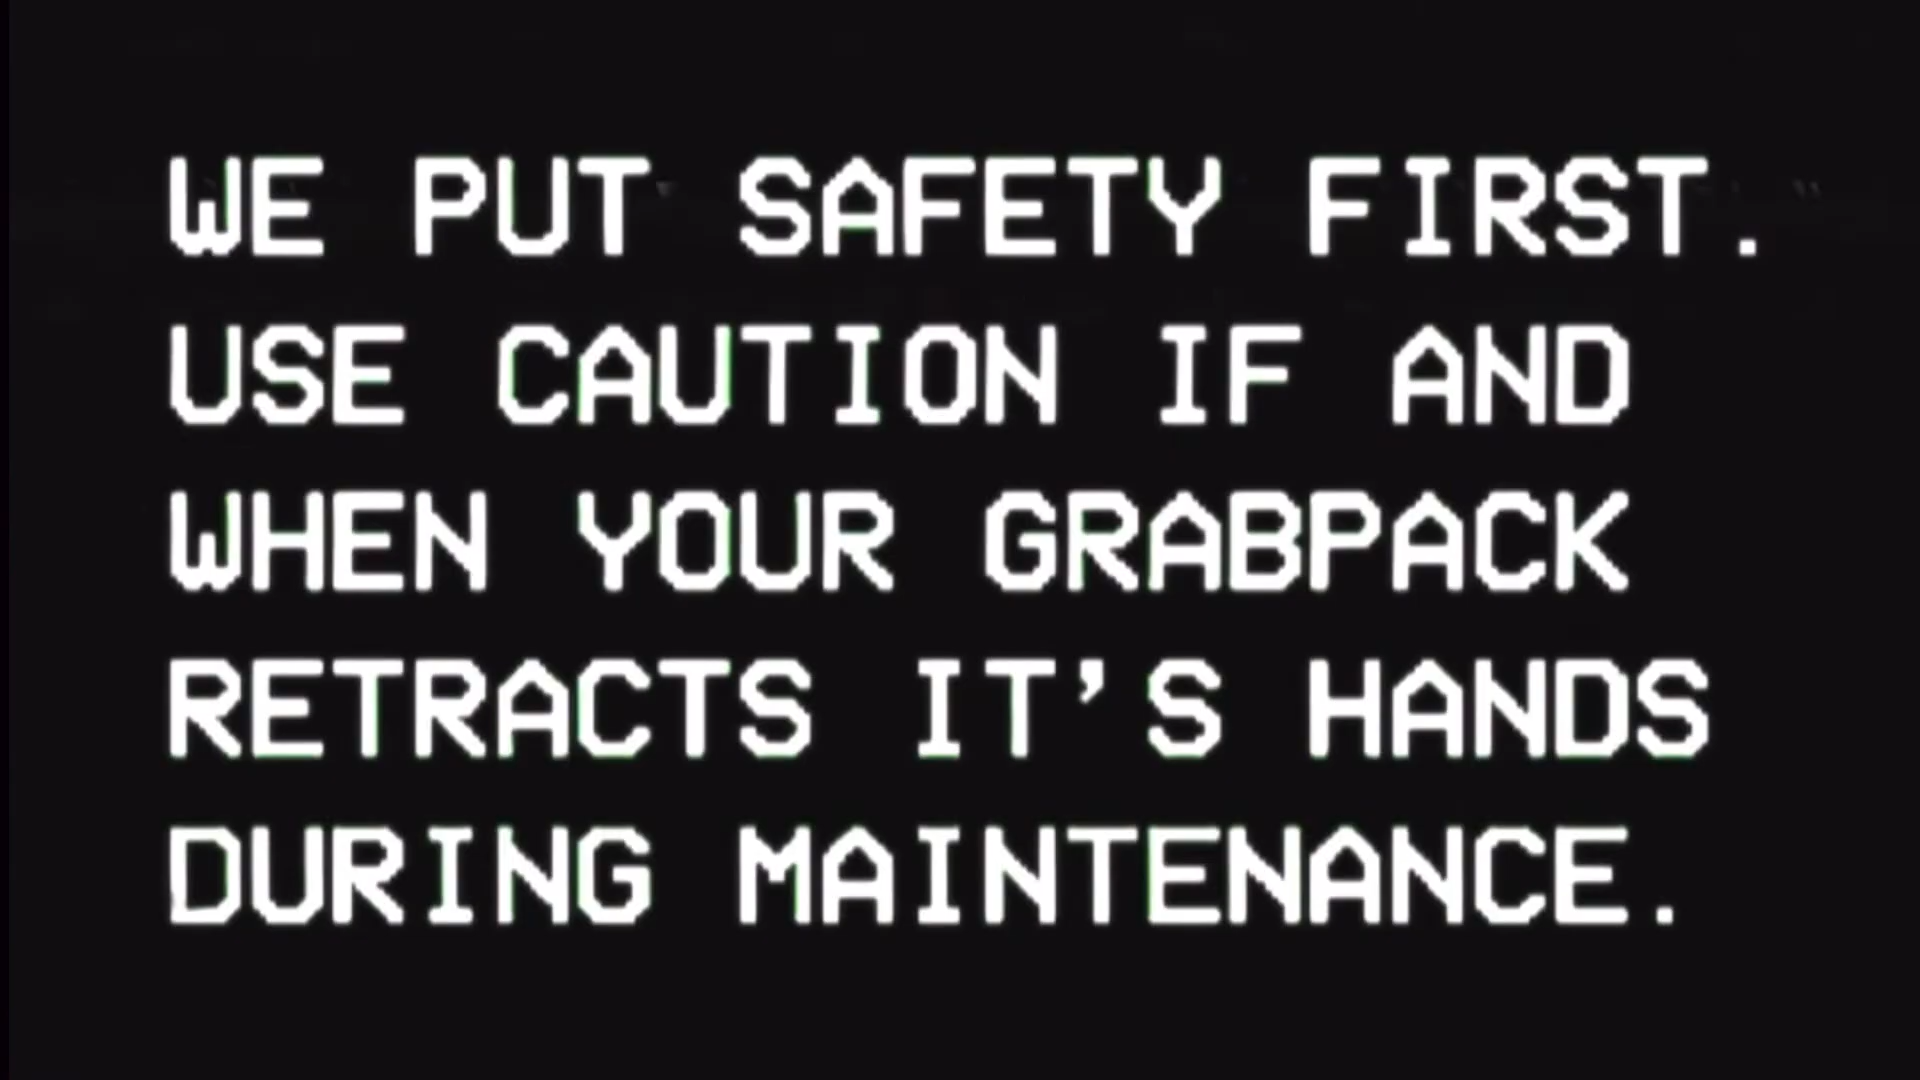 WE PUT SAFETY FIRST.
USE CAUTION IF AND
WHEN YOUR GRABPACK
RETRACTS IT'S HANDS
DURING MAINTENANCE.